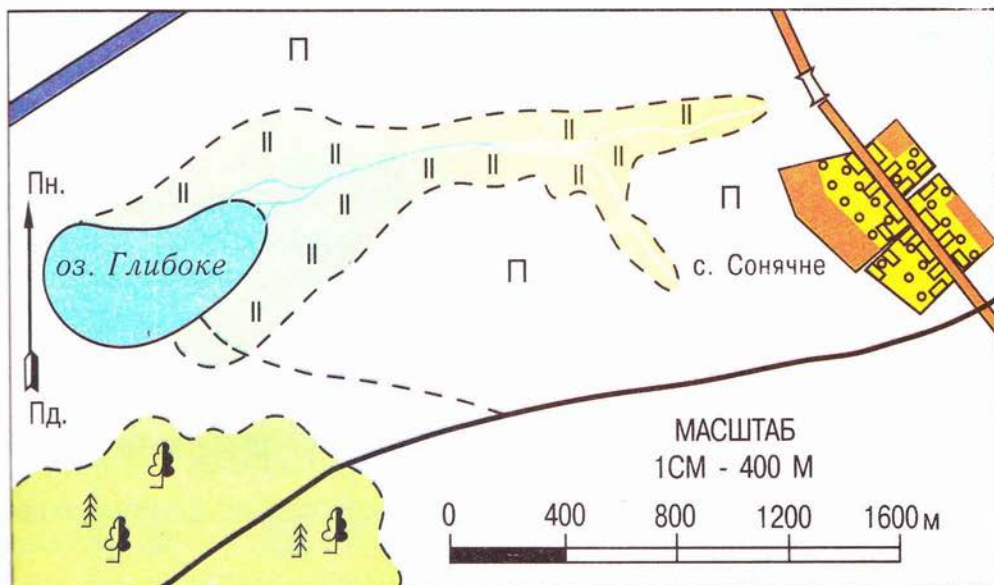 П
Пн.
оз. Глибоке
П
П
с. Сонячне
Пд.
МАСШТАБ
1СМ - 400 М
0 400 800 1200 1600 м